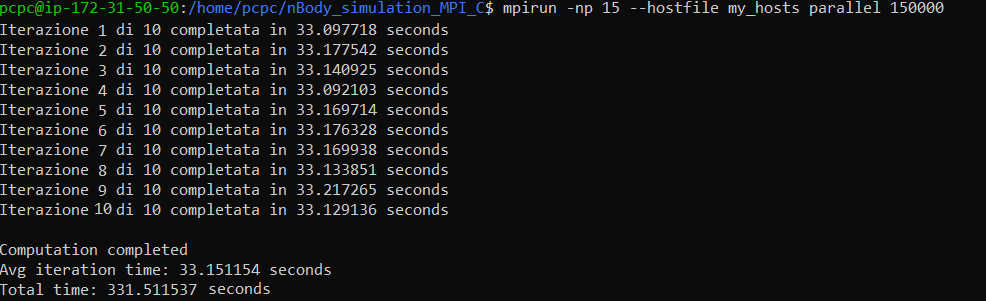 pcpc@ip-172-31-50-50:/home/pcpc/nBody_simulation_MPI_C$ mpirun -np 15 --hostfile my_hosts parallel 150000
Iterazione 1 di 10 completata in 33.097718 seconds
Iterazione 2 di 10 completata in 33.177542 seconds
Iterazione 3 di 10 completata in 33.140925 seconds
Iterazione 4 di 10 completata in 33.092103 seconds
Iterazione 5 di 10 completata in 33.169714 seconds
Iterazione 6 di 10 completata in 33.176328 seconds
Iterazione 7 di 10 completata in 33.169938 seconds
Iterazione 8 di 10 completata in 33.133851 seconds
Iterazione 9 di 10 completata in 33.217265 seconds
Iterazione 10 di 10 completata in 33.129136 seconds
Computation completed
Avg iteration time: 33.151154 seconds
Total time: 331.511537 seconds